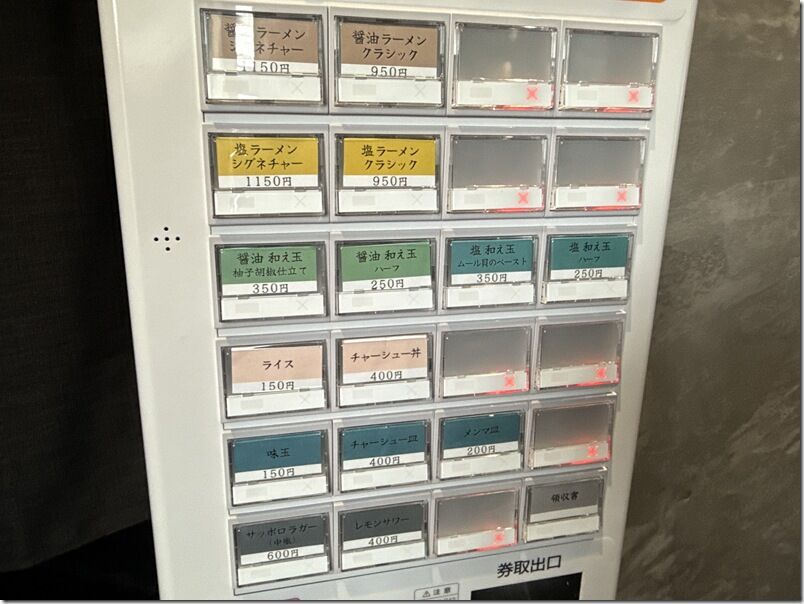 醤油ラーメン
シグネチャー
1150円
醤油ラーメン
クラシック
950円
塩ラーメン
シグネチャー
1150円
塩ラーメン
クラシック
950円
醤油 和え玉
柚子胡椒仕立て
350円
醤油 和え玉
ハーフ
250円
塩 和え玉
ムール貝のペースト
350円
塩 和え玉
ハーフ
250円
ライス
150円
チャーシュー丼
400円
味玉
150円
チャーシュー皿
400円
メンマ皿
200円
サッポロラガー
(中瓶)
600円
レモンサワー
400円
領収書
券取出口
注意